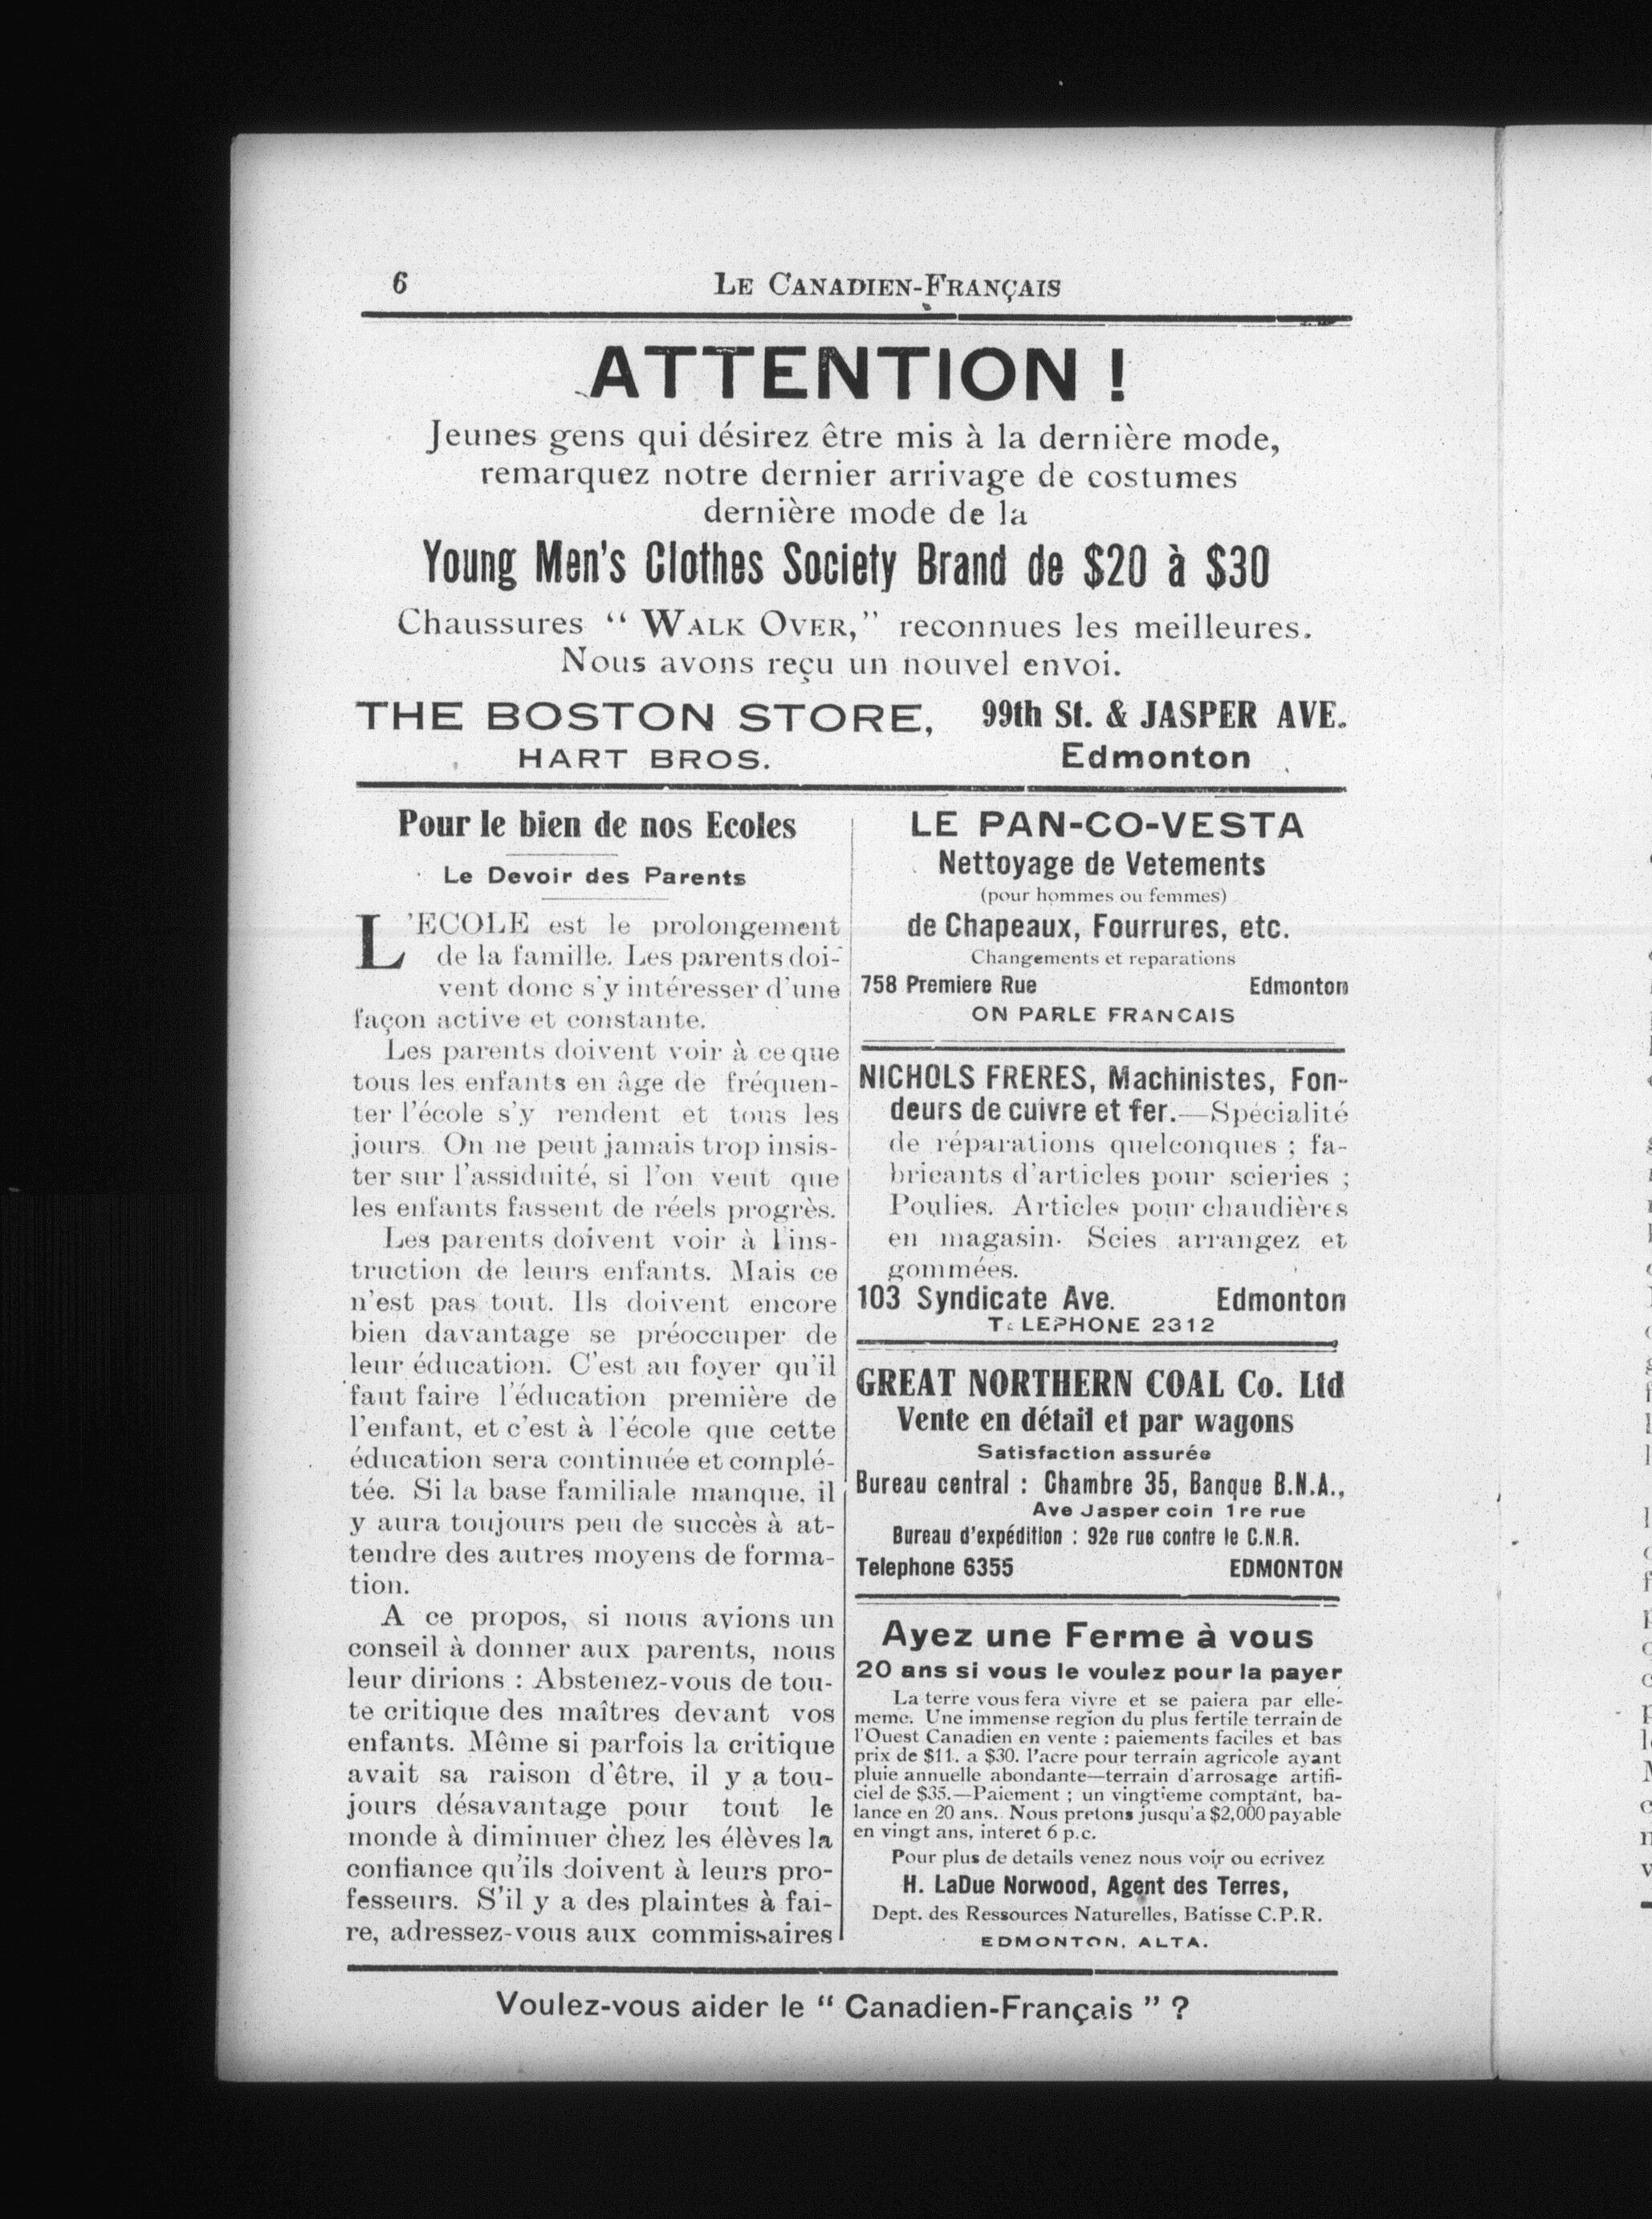 6
LE CANADIEN-FRANÇAIS
ATTENTION !
Jeunes gens qui désirez être mis à la dernière mode,
remarquez notre dernier arrivage de costumes
dernière mode de la
Young Men's Clothes Society Brand de $20 à $30
Chaussures “ WALK OVER,” reconnues les meilleures.
Nous avons reçu un nouvel envoi.
THE BOSTON STORE, 99th St. & JASPER AVE.
HART BROS. Edmonton
Pour le bien de nos Ecoles
Le Devoir des Parents
L'ECOLE est le prolongement
de la famille. Les parents doi-
vent donc s'y intéresser d'une
façon active et constante.
Les parents doivent voir à ce que
tous les enfants en âge de fréquen-
ter l'école s'y rendent et tous les
jours. On ne peut jamais trop insis-
ter sur l'assiduité, si l'on veut que
les enfants fassent de réels progrès.
Les parents doivent voir à l'ins-
truction de leurs enfants. Mais ce
n'est pas tout. Ils doivent encore
bien davantage se préoccuper de
leur éducation. C'est au foyer qu'il
faut faire l'éducation première de
l'enfant, et c'est à l'école que cette
éducation sera continuée et complé-
tée. Si la base familiale manque, il
y aura toujours peu de succès à at-
tendre des autres moyens de forma-
tion.
A ce propos, si nous avions un
conseil à donner aux parents, nous
leur dirions : Abstenez-vous de tou-
te critique des maîtres devant vos
enfants. Même si parfois la critique
avait sa raison d'être, il y a tou-
jours désavantage pour tout le
monde à diminuer chez les élèves la
confiance qu'ils doivent à leurs pro-
fesseurs. S'il y a des plaintes à fai-
re, adressez-vous aux commissaires
LE PAN-CO-VESTA
Nettoyage de Vetements
(pour hommes ou femmes)
de Chapeaux, Fourrures, etc.
Changements et reparations
758 Premiere Rue Edmonton
ON PARLE FRANCAIS
NICHOLS FRERES, Machinistes, Fon-
deurs de cuivre et fer.—Spécialité
de réparations quelconques ; fa-
bricants d'articles pour scieries ;
Poulies. Articles pour chaudières
en magasin. Scies arrangez et
gommées.
103 Syndicate Ave. Edmonton
TELEPHONE 2312
GREAT NORTHERN COAL Co. Ltd
Vente en détail et par wagons
Satisfaction assurée
Bureau central : Chambre 35, Banque B.N.A.,
Ave Jasper coin 1re rue
Bureau d'expédition : 92e rue contre le C.N.R.
Telephone 6355 EDMONTON
Ayez une Ferme à vous
20 ans si vous le voulez pour la payer
La terre vous fera vivre et se paiera par elle-
meme. Une immense region du plus fertile terrain de
l'Ouest Canadien en vente : paiements faciles et bas
prix de $11. a $30. l'acre pour terrain agricole ayant
pluie annuelle abondante—terrain d'arrosage artifi-
ciel de $35.—Paiement ; un vingtieme comptant, ba-
lance en 20 ans. Nous pretons jusqu'a $2,000 payable
en vingt ans, interet 6 p.c.
Pour plus de details venez nous voir ou ecrivez
H. LaDue Norwood, Agent des Terres,
Dept. des Ressources Naturelles, Batisse C.P.R.
EDMONTON, ALTA.
Voulez-vous aider le “ Canadien-Français ” ?